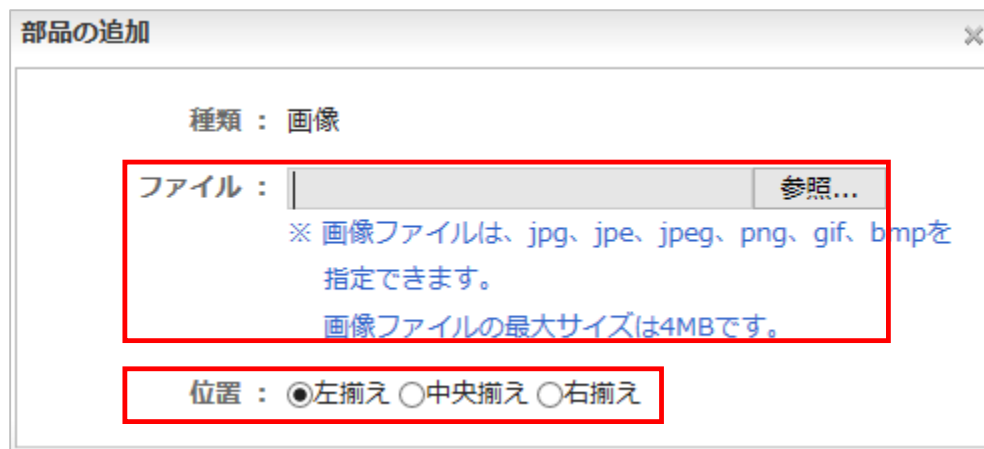 部品の追加
種類 : 画像
ファイル : 参照...
※ 画像ファイルは、jpg、jpe、jpeg、png、gif、bmpを
指定できます。
画像ファイルの最大サイズは4MBです。
位置 : 左揃え 中央揃え 右揃え